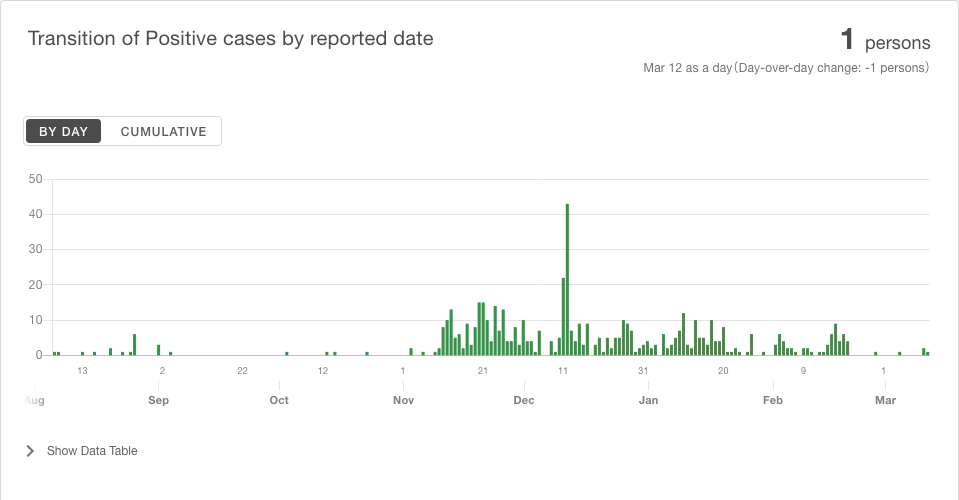 Transition of Positive cases by reported date
1 persons
Mar 12 as a day(Day-over-day change: -1 persons)
BY DAY
CUMULATIVE
50
40
30
20
10
0
13 2 22 12 1 21 11 31 20 9 1
Aug Sep Oct Nov Dec Jan Feb Mar
Show Data Table